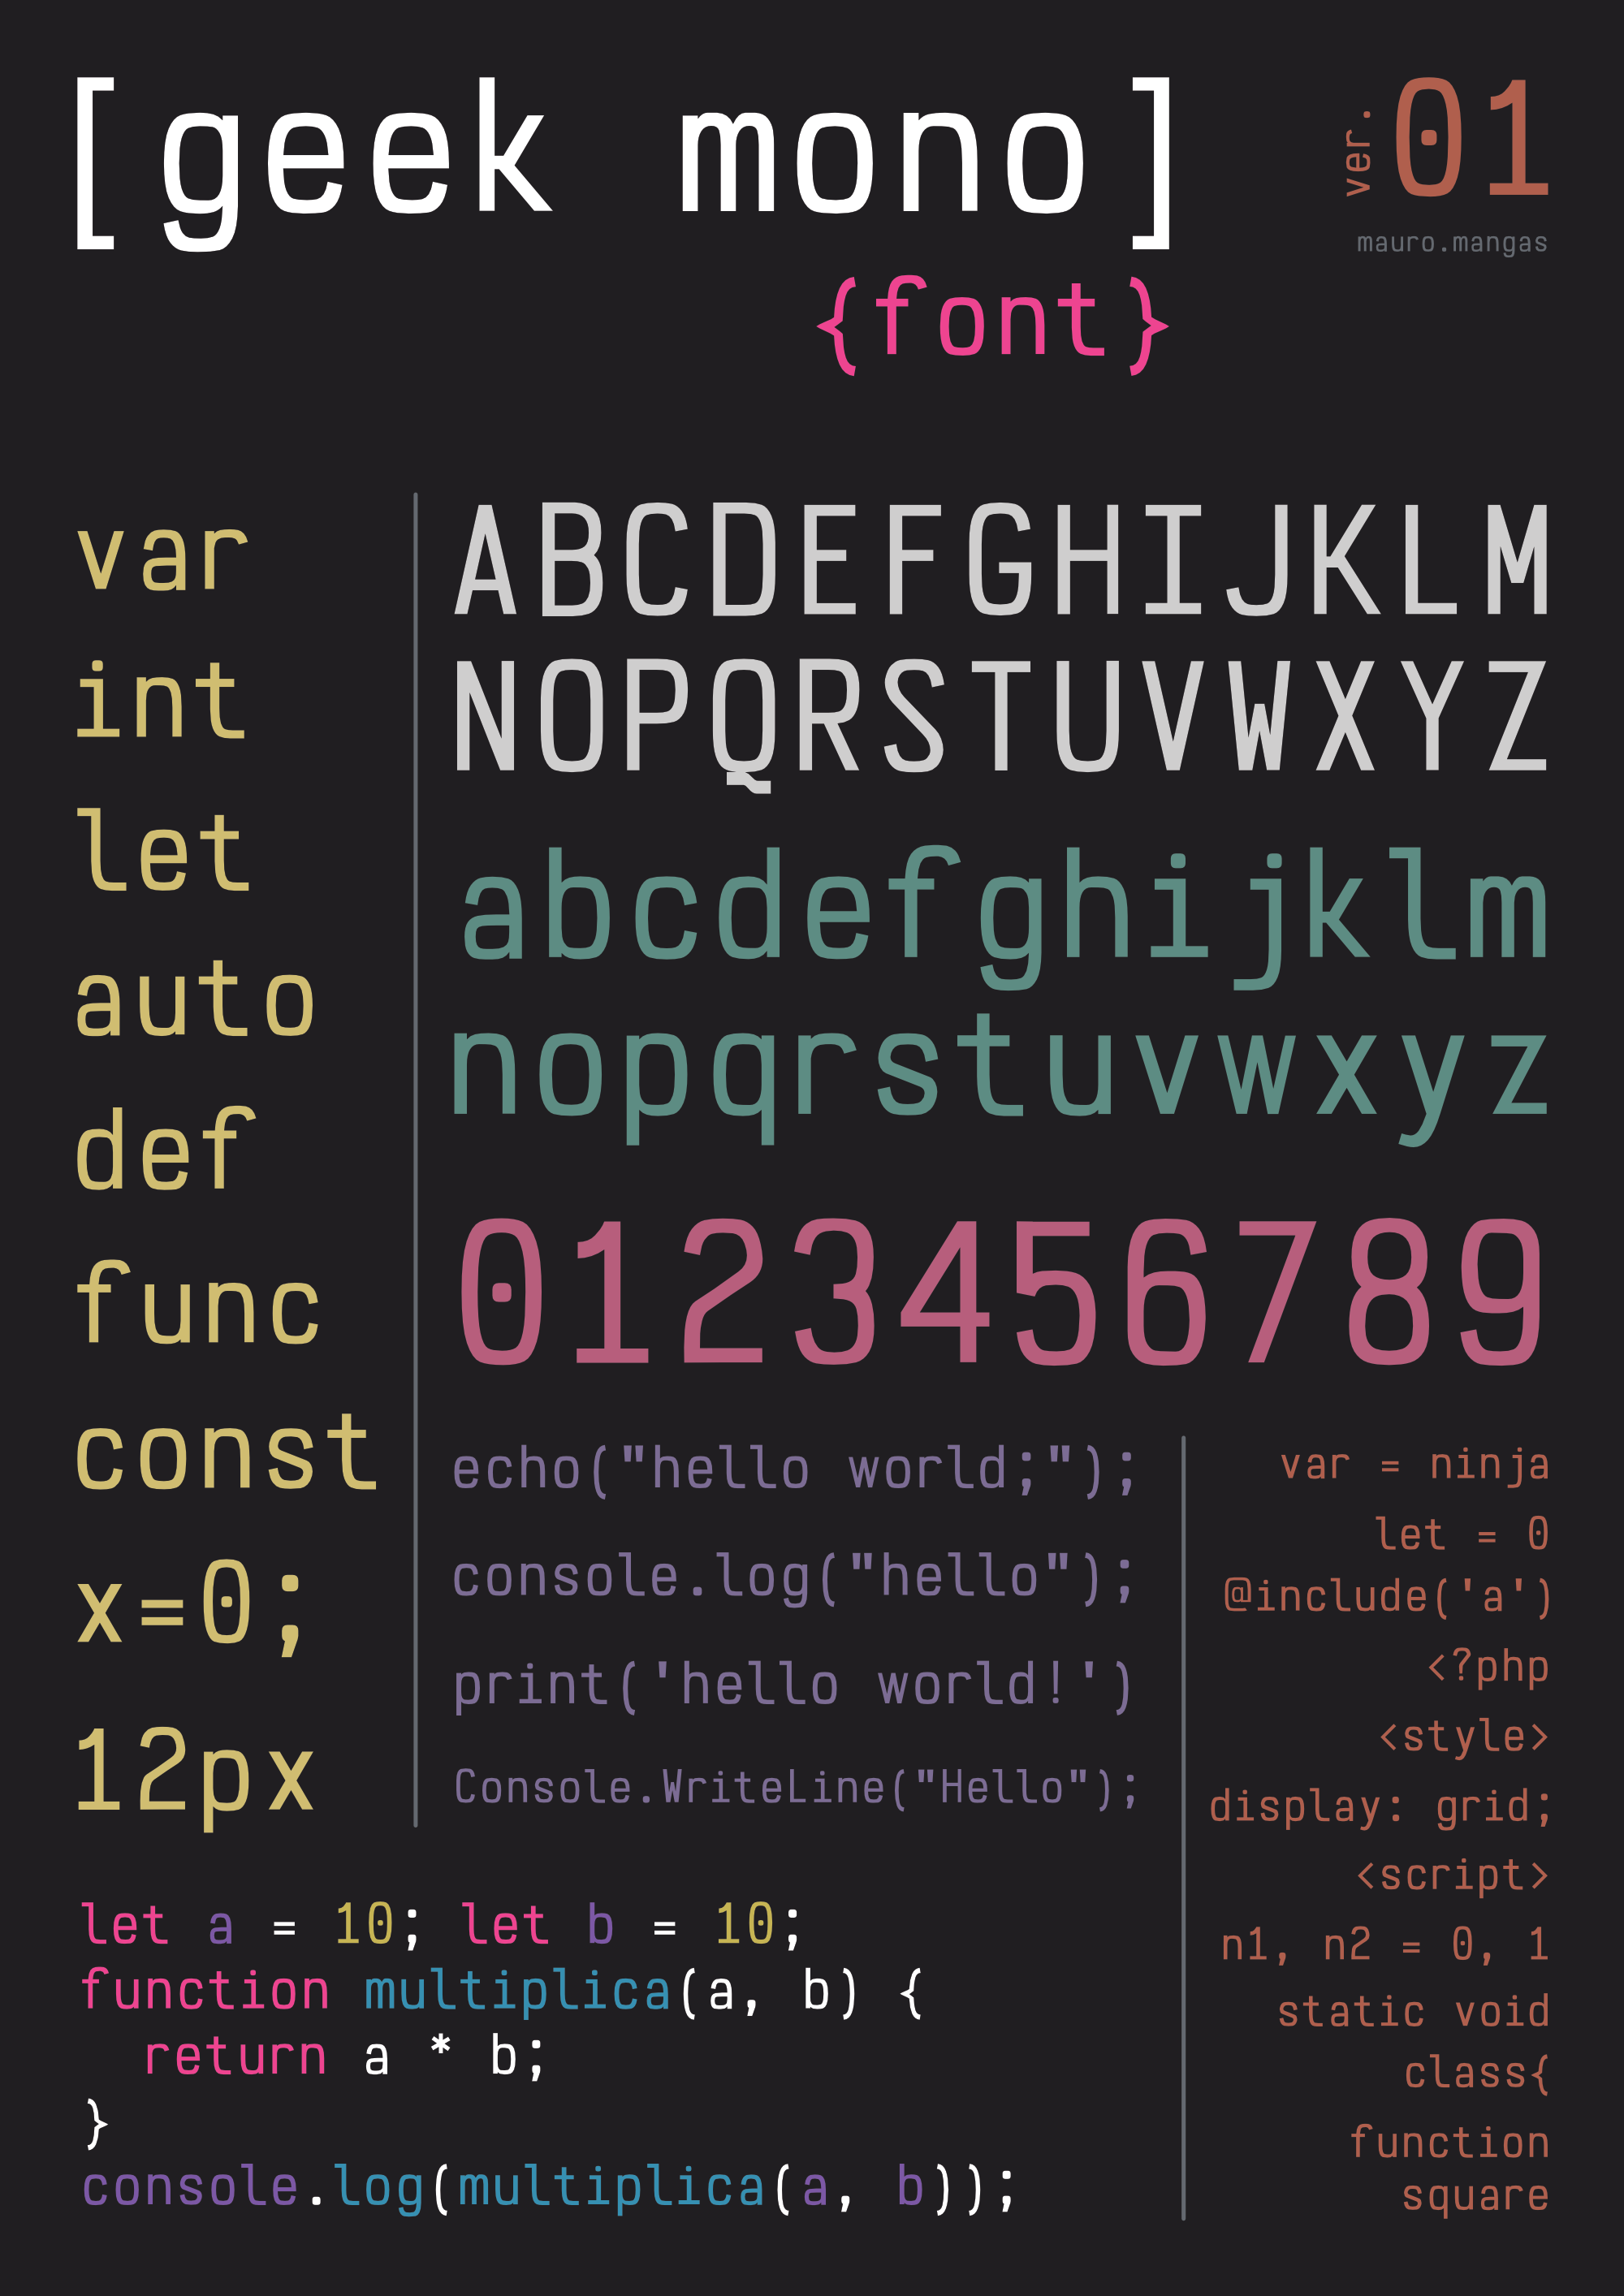 [geek mono]
ver. 01
mauro.mangas
{font}
var
int
let
auto
def
func
const
x=0;
12px
ABCDEFGHIJKLM
NOPQRSTUVWXYZ
abcdefghijklm
nopqrstuvwxyz
0123456789
echo("hello world;");
console.log("hello");
print('hello world!')
Console.WriteLine("Hello");
var = ninja
let = 0
@include('a')
<?php
<style>
display: grid;
<script>
n1, n2 = 0, 1
static void
class{
function
square
let a = 10; let b = 10;
function multiplica(a, b) {
  return a * b;
}
console.log(multiplica(a, b));